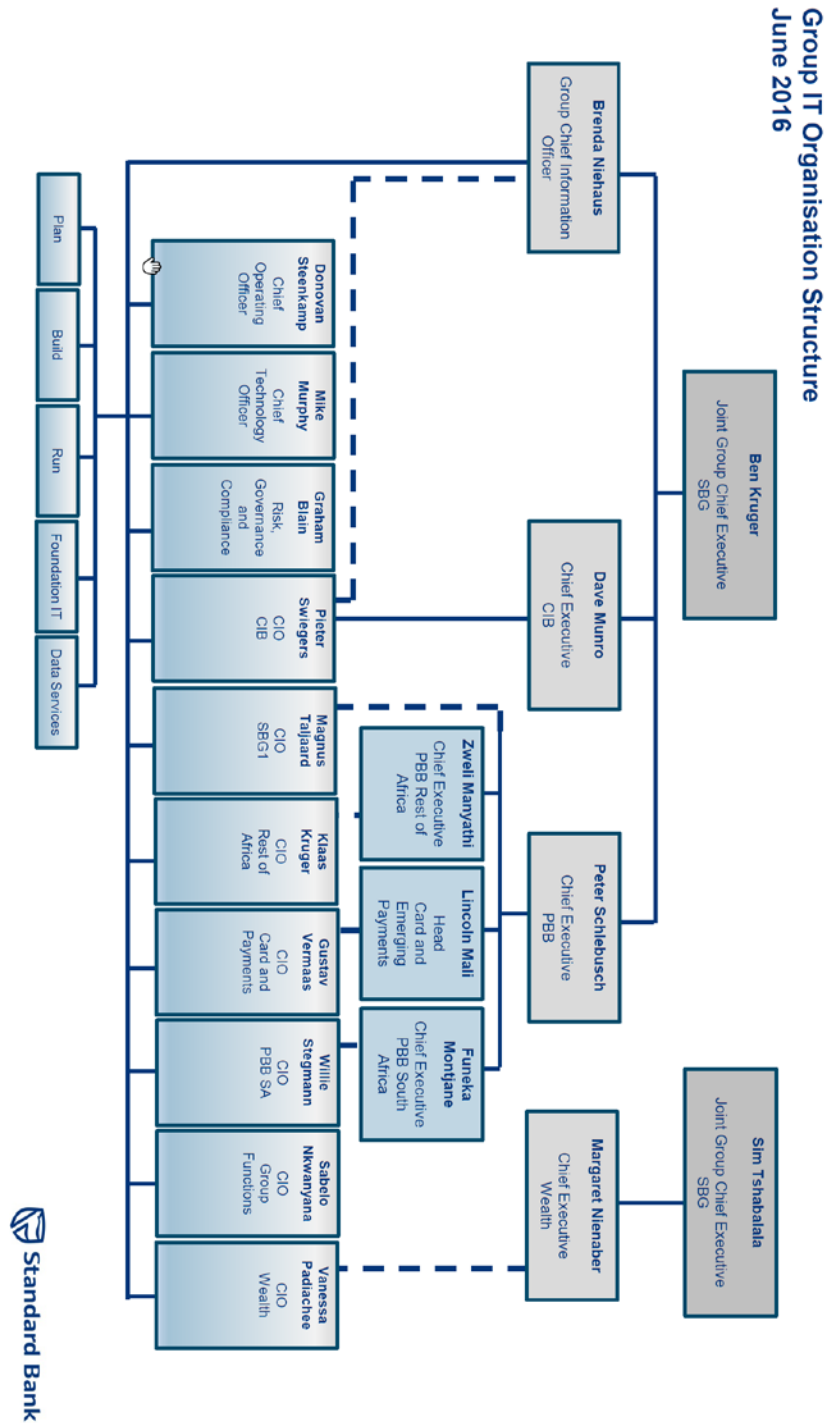 Group IT Organisation Structure
June 2016
Ben Kruger
Joint Group Chief Executive
SBG
Sim Tshabalala
Joint Group Chief Executive
SBG
Brenda Niehaus
Group Chief Information
Officer
Dave Munro
Chief Executive
CIB
Peter Schlebusch
Chief Executive
PBB
Margaret Nienaber
Chief Executive
Wealth
Zweli Manyathi
Chief Executive
PBB Rest of
Africa
Lincoln Mali
Head
Card and
Emerging
Payments
Funeka
Montjane
Chief Executive
PBB South
Africa
Donovan
Steenkamp
Chief
Operating
Officer
Mike
Murphy
Chief
Technology
Officer
Graham
Blain
Risk,
Governance
and
Compliance
Pieter
Swiegers
CIO
CIB
Magnus
Taljaard
CIO
SBG1
Klaas
Kruger
CIO
Rest of
Africa
Gustav
Vermaas
CIO
Card and
Payments
Willie
Stegmann
CIO
PBB SA
Sabelo
Nkwanyana
CIO
Group
Functions
Vanessa
Padiachee
CIO
Wealth
Plan
Build
Run
Foundation IT
Data Services
Standard Bank